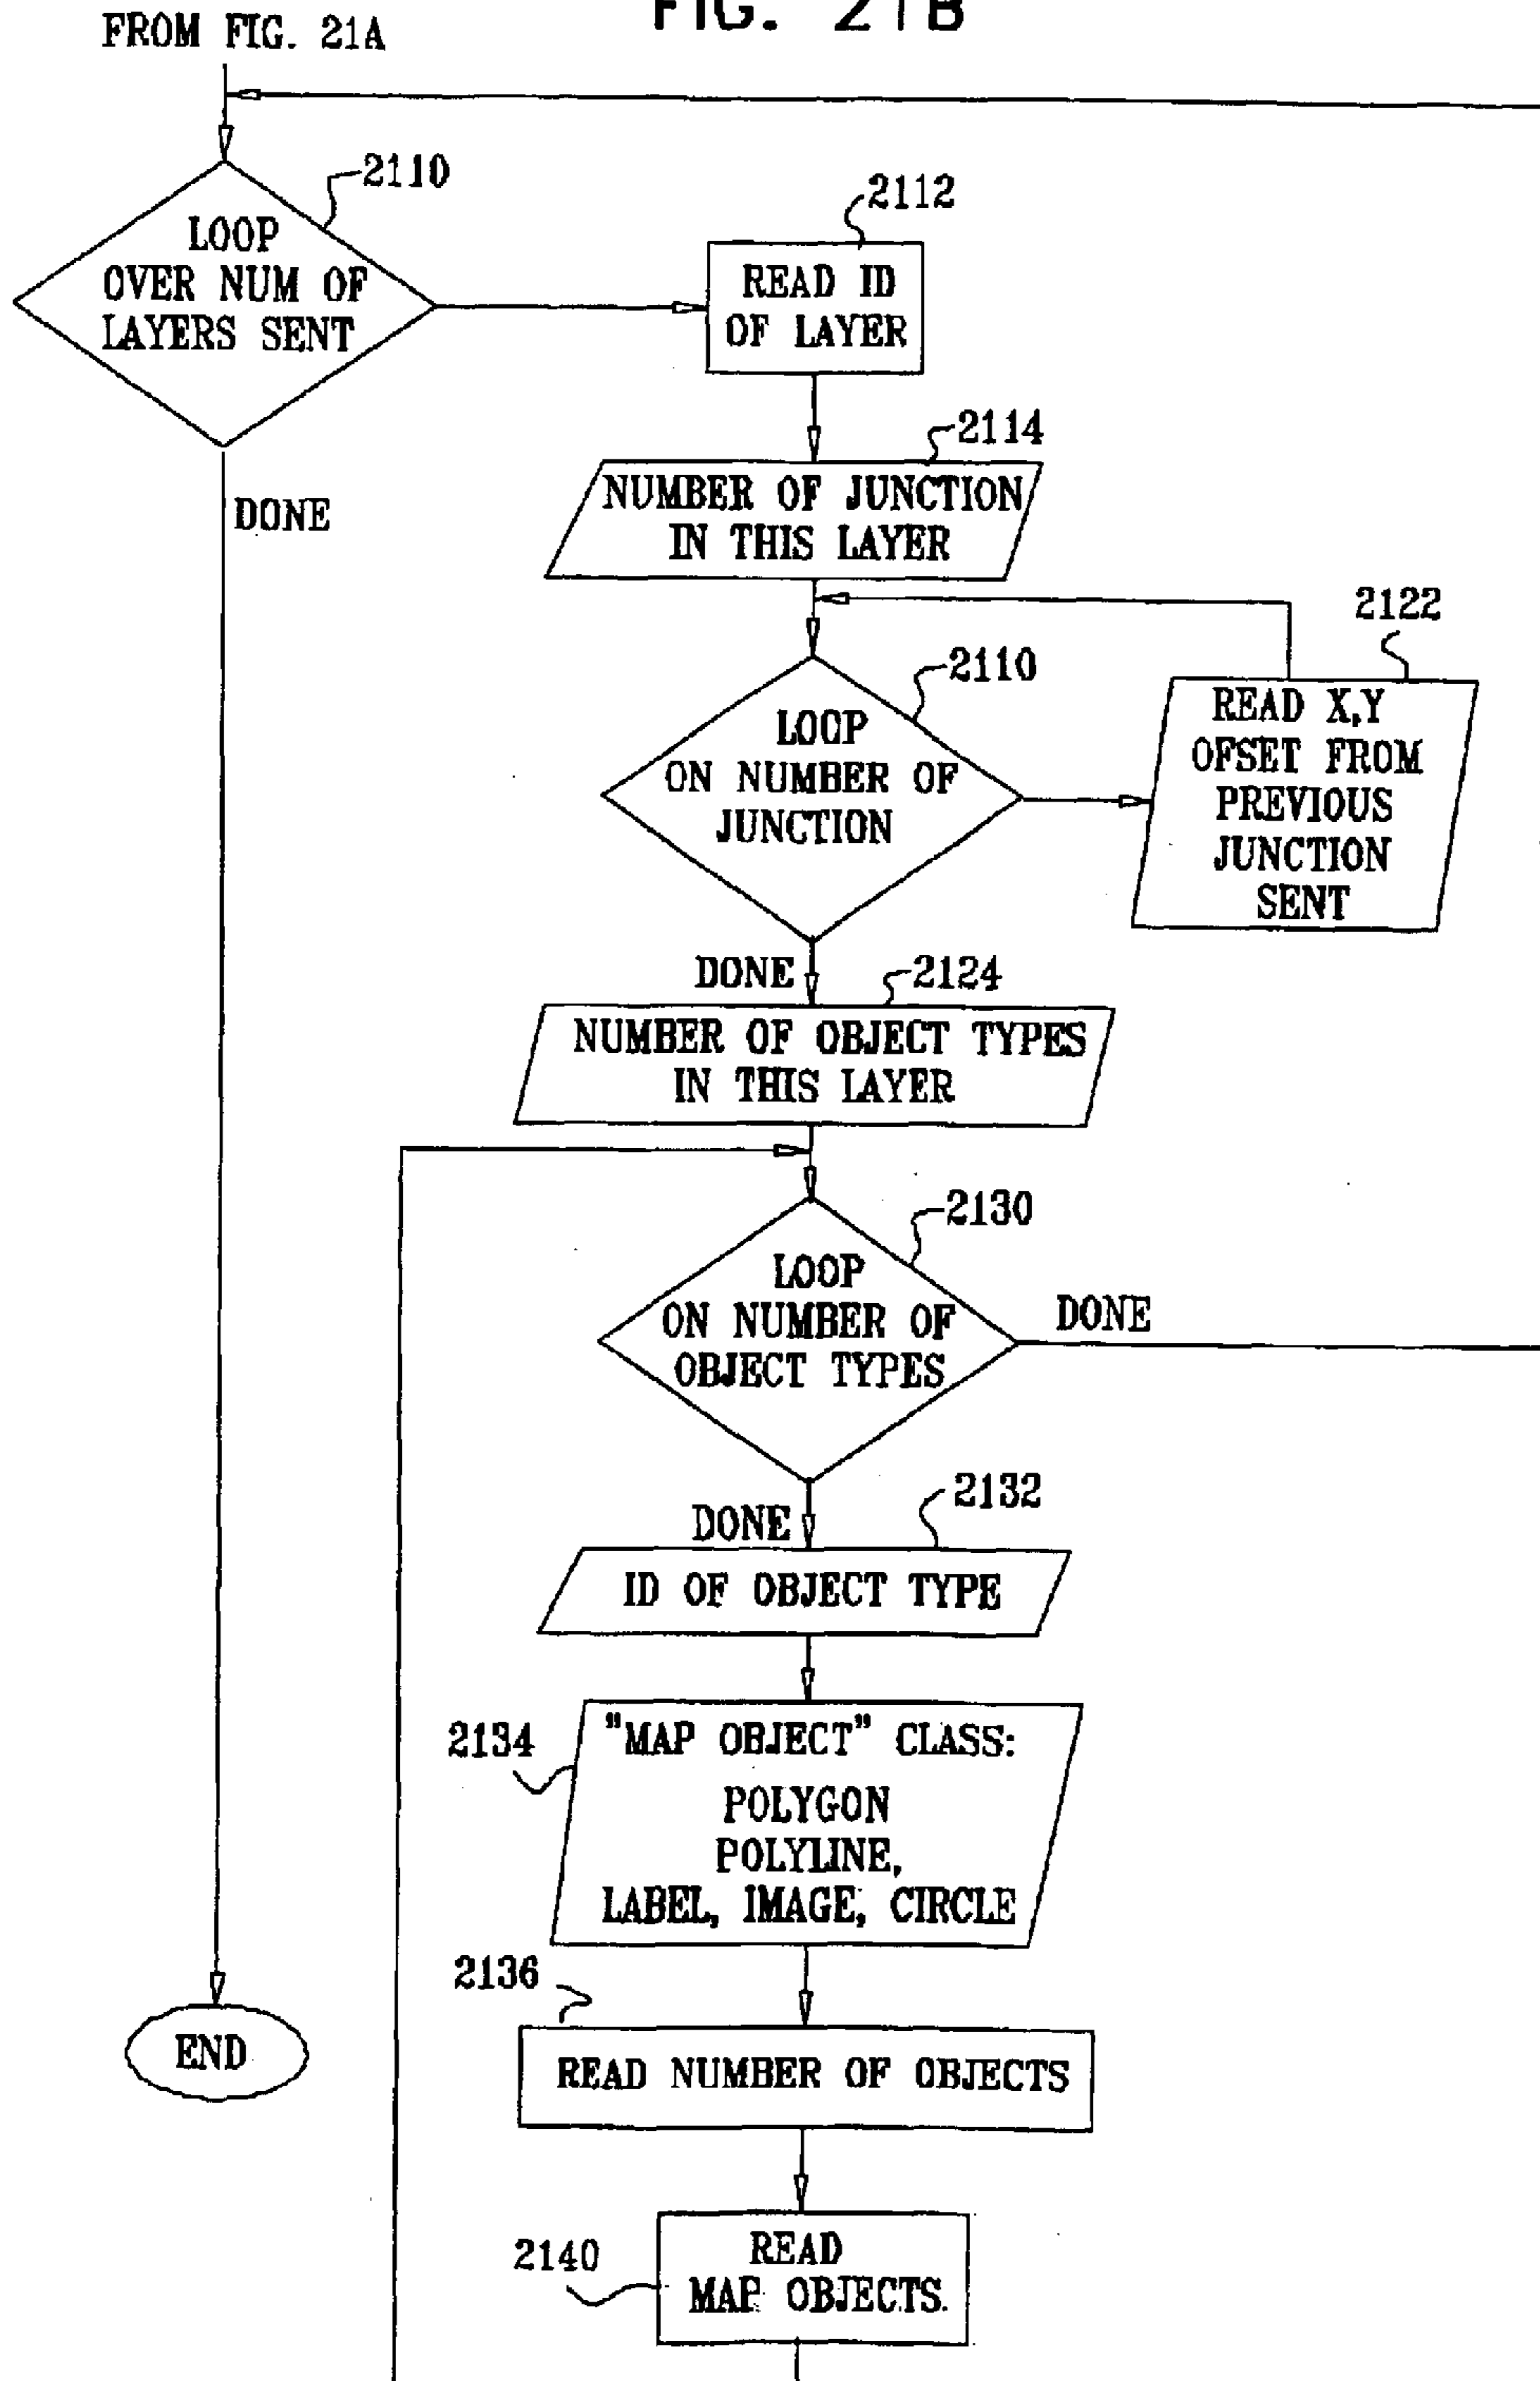 FIG. 21B
FROM FIG. 21A
2110
LOOP
OVER NUM OF
LAYERS SENT
DONE
2112
READ ID
OF LAYER
2114
NUMBER OF JUNCTION
IN THIS LAYER
2110
LOOP
ON NUMBER OF
JUNCTION
2122
READ X,Y
OFSET FROM
PREVIOUS
JUNCTION
SENT
DONE
2124
NUMBER OF OBJECT TYPES
IN THIS LAYER
2130
LOOP
ON NUMBER OF
OBJECT TYPES
DONE
DONE
2132
ID OF OBJECT TYPE
2134
"MAP OBJECT" CLASS:
POLYGON
POLYLINE,
LABEL, IMAGE, CIRCLE
2136
READ NUMBER OF OBJECTS
END
2140
READ
MAP OBJECTS.